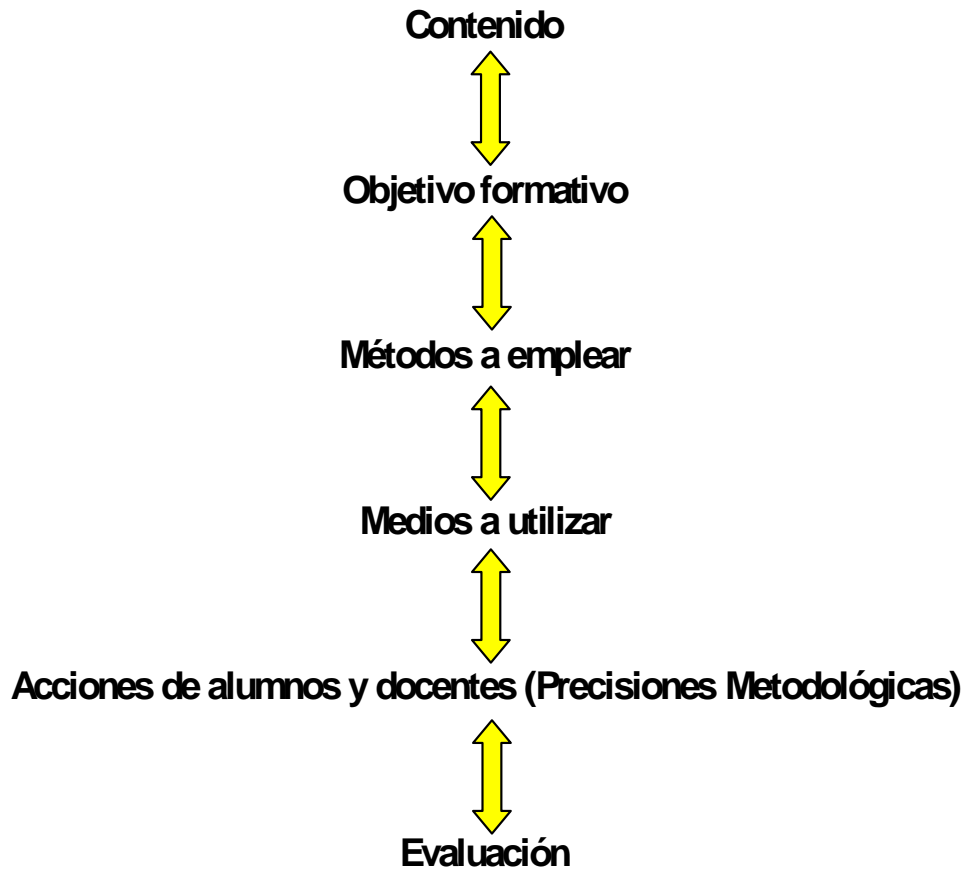 Contenido
Objetivo formativo
Métodos a emplear
Medios a utilizar
Acciones de alumnos y docentes (Precisiones Metodológicas)
Evaluación